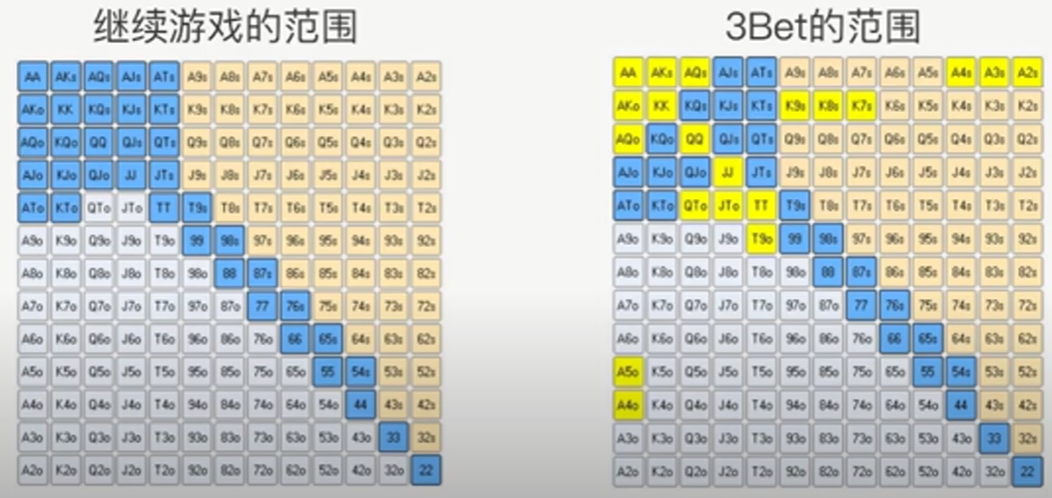 继续游戏的范围
AA AKs AQs AJs ATs A9s A8s A7s A6s A5s A4s A3s A2s
AKo KK KQs KJs KTs K9s K8s K7s K6s K5s K4s K3s K2s
AQo KQo QQ QJs QTs Q9s Q8s Q7s Q6s Q5s Q4s Q3s Q2s
AJo KJo QJo JJ JTs J9s J8s J7s J6s J5s J4s J3s J2s
ATo KTo QTo JTo TT T9s T8s T7s T6s T5s T4s T3s T2s
A9o K9o Q9o J9o T9o 99 98s 97s 96s 95s 94s 93s 92s
A8o K8o Q8o J8o T8o 98o 88 87s 86s 85s 84s 83s 82s
A7o K7o Q7o J7o T7o 97o 87o 77 76s 75s 74s 73s 72s
A6o K6o Q6o J6o T6o 96o 86o 76o 66 65s 64s 63s 62s
A5o K5o Q5o J5o T5o 95o 85o 75o 65o 55 54s 53s 52s
A4o K4o Q4o J4o T4o 94o 84o 74o 64o 54o 44 43s 42s
A3o K3o Q3o J3o T3o 93o 83o 73o 63o 53o 43o 33 32s
A2o K2o Q2o J2o T2o 92o 82o 72o 62o 52o 42o 32o 22
3Bet的范围
AA AKs AQs AJs ATs A9s A8s A7s A6s A5s A4s A3s A2s
AKo KK KQs KJs KTs K9s K8s K7s K6s K5s K4s K3s K2s
AQo KQo QQ QJs QTs Q9s Q8s Q7s Q6s Q5s Q4s Q3s Q2s
AJo KJo QJo JJ JTs J9s J8s J7s J6s J5s J4s J3s J2s
ATo KTo QTo JTo TT T9s T8s T7s T6s T5s T4s T3s T2s
A9o K9o Q9o J9o T9o 99 98s 97s 96s 95s 94s 93s 92s
A8o K8o Q8o J8o T8o 98o 88 87s 86s 85s 84s 83s 82s
A7o K7o Q7o J7o T7o 97o 87o 77 76s 75s 74s 73s 72s
A6o K6o Q6o J6o T6o 96o 86o 76o 66 65s 64s 63s 62s
A5o K5o Q5o J5o T5o 95o 85o 75o 65o 55 54s 53s 52s
A4o K4o Q4o J4o T4o 94o 84o 74o 64o 54o 44 43s 42s
A3o K3o Q3o J3o T3o 93o 83o 73o 63o 53o 43o 33 32s
A2o K2o Q2o J2o T2o 92o 82o 72o 62o 52o 42o 32o 22